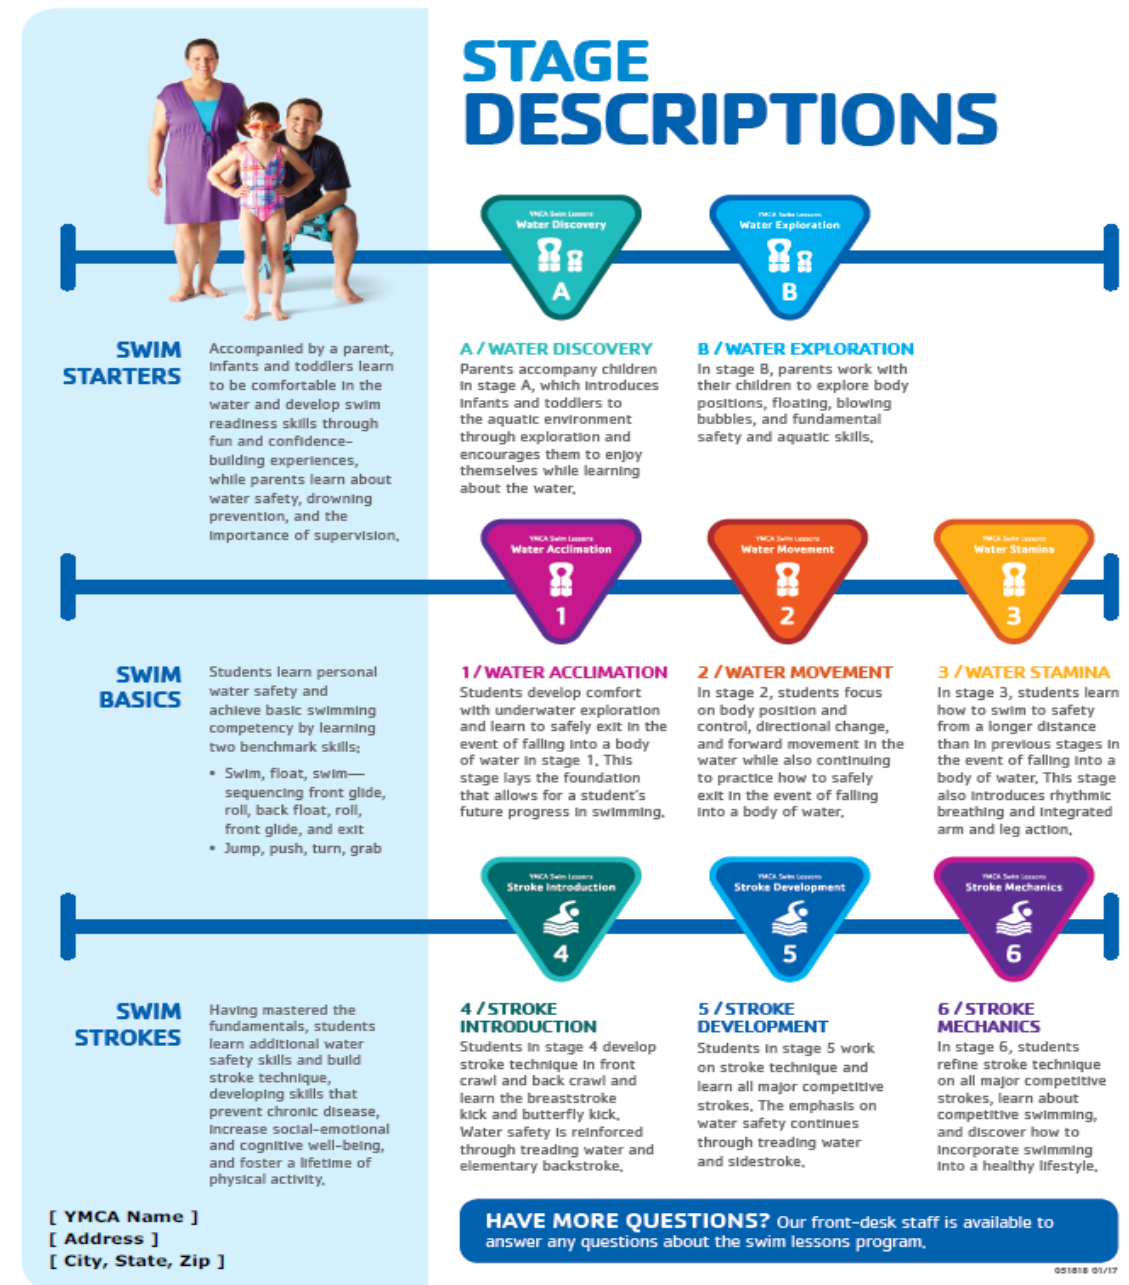 STAGE
DESCRIPTIONS
YMCA Swim Lessons
Water Discovery
A
YMCA Swim Lessons
Water Exploration
B
SWIM
STARTERS
Accompanied by a parent,
infants and toddlers learn
to be comfortable in the
water and develop swim
readiness skills through
fun and confidence-
building experiences,
while parents learn about
water safety, drowning
prevention, and the
importance of supervision.
A / WATER DISCOVERY
Parents accompany children
in stage A, which introduces
infants and toddlers to
the aquatic environment
through exploration and
encourages them to enjoy
themselves while learning
about the water.
B / WATER EXPLORATION
In stage B, parents work with
their children to explore body
positions, floating, blowing
bubbles, and fundamental
safety and aquatic skills.
YMCA Swim Lessons
Water Acclimation
1
YMCA Swim Lessons
Water Movement
2
YMCA Swim Lessons
Water Stamina
3
SWIM
BASICS
Students learn personal
water safety and
achieve basic swimming
competency by learning
two benchmark skills:
• Swim, float, swim—
sequencing front glide,
roll, back float, roll,
front glide, and exit
• Jump, push, turn, grab
1 / WATER ACCLIMATION
Students develop comfort
with underwater exploration
and learn to safely exit in the
event of falling into a body
of water in stage 1. This
stage lays the foundation
that allows for a student's
future progress in swimming.
2 / WATER MOVEMENT
In stage 2, students focus
on body position and
control, directional change,
and forward movement in the
water while also continuing
to practice how to safely
exit in the event of falling
into a body of water.
3 / WATER STAMINA
In stage 3, students learn
how to swim to safety
from a longer distance
than in previous stages in
the event of falling into a
body of water. This stage
also introduces rhythmic
breathing and integrated
arm and leg action.
YMCA Swim Lessons
Stroke Introduction
4
YMCA Swim Lessons
Stroke Development
5
YMCA Swim Lessons
Stroke Mechanics
6
SWIM
STROKES
Having mastered the
fundamentals, students
learn additional water
safety skills and build
stroke technique,
developing skills that
prevent chronic disease,
increase social-emotional
and cognitive well-being,
and foster a lifetime of
physical activity.
4 / STROKE
INTRODUCTION
Students in stage 4 develop
stroke technique in front
crawl and back crawl and
learn the breaststroke
kick and butterfly kick.
Water safety is reinforced
through treading water and
elementary backstroke.
5 / STROKE
DEVELOPMENT
Students in stage 5 work
on stroke technique and
learn all major competitive
strokes. The emphasis on
water safety continues
through treading water
and sidestroke.
6 / STROKE
MECHANICS
In stage 6, students
refine stroke technique
on all major competitive
strokes, learn about
competitive swimming,
and discover how to
incorporate swimming
into a healthy lifestyle.
[ YMCA Name ]
[ Address ]
[ City, State, Zip ]
HAVE MORE QUESTIONS? Our front-desk staff is available to
answer any questions about the swim lessons program.
051818 01/17